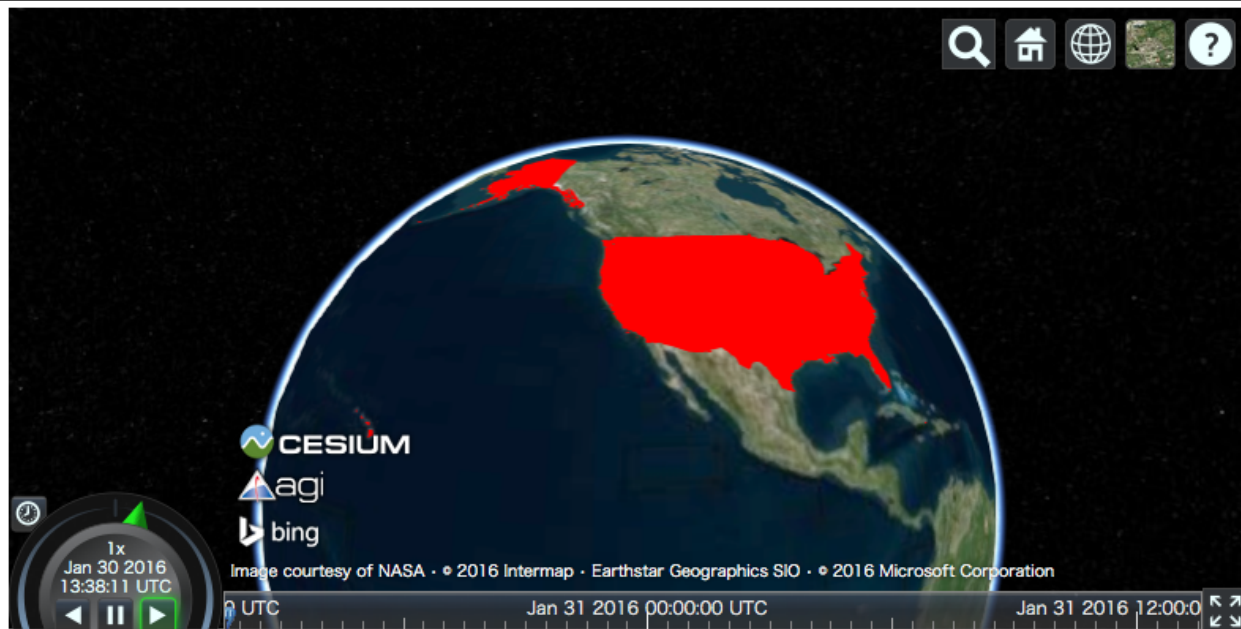 ?
CESIUM
agi
bing
1x
Jan 30 2016
13:38:11 UTC
Image courtesy of NASA · © 2016 Intermap · Earthstar Geographics SIO · © 2016 Microsoft Corporation
UTC
Jan 31 2016 00:00:00 UTC
Jan 31 2016 12:00:0